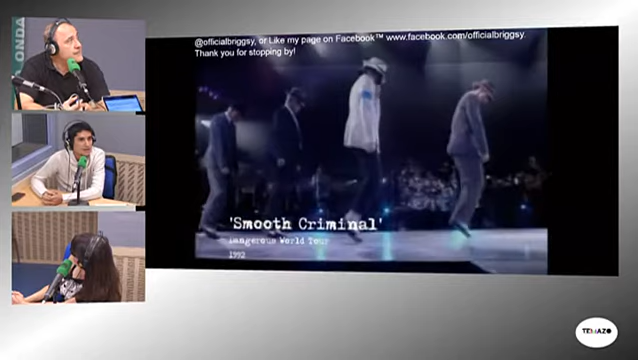 ONDA
@officialbriggsy, or Like my page on Facebook™ www.facebook.com/officialbriggsy.
Thank you for stopping by!
'Smooth Criminal'
Dangerous World Tour
1992
TEMAZO